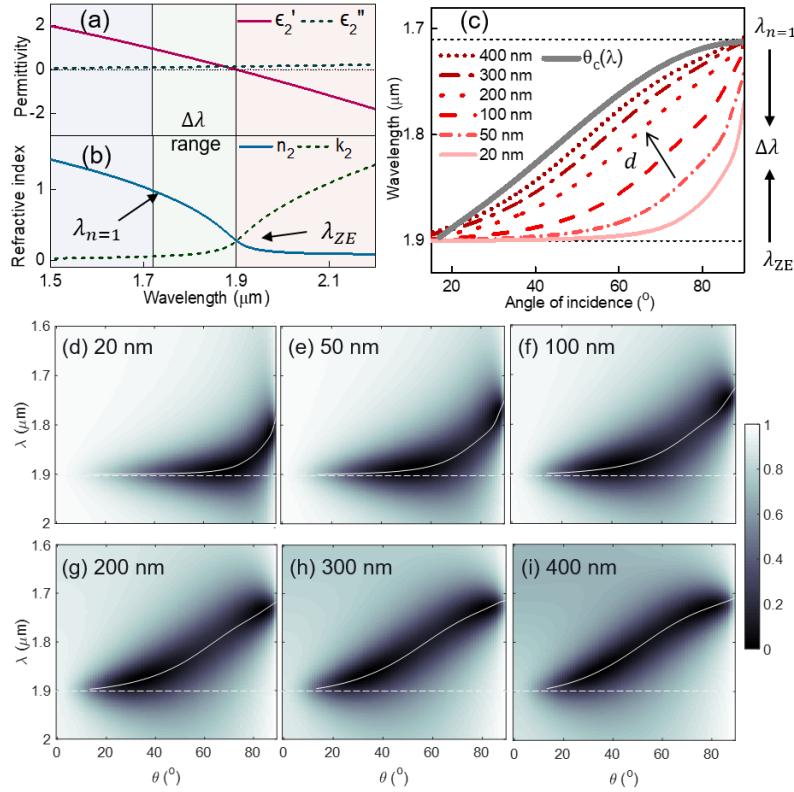 (a)
ϵ₂'
ϵ₂''
Permittivity
2
0
-2
(b)
Δλ
range
n₂
k₂
Refractive index
1
0
λₙ₌₁
λ_ZE
1.5
1.7
1.9
2.1
Wavelength (μm)
(c)
400 nm
300 nm
200 nm
100 nm
50 nm
20 nm
θ_c(λ)
d
Wavelength (μm)
1.8
1.9
20
40
60
80
Angle of incidence (°)
λₙ₌₁
Δλ
λ_ZE
(d) 20 nm
(e) 50 nm
(f) 100 nm
1.6
1.7
1.8
1.9
2
λ (μm)
(g) 200 nm
(h) 300 nm
(i) 400 nm
1.6
1.7
1.8
1.9
2
λ (μm)
0 20 40 60 80
0 20 40 60 80
0 20 40 60 80
θ (°)
θ (°)
θ (°)
1
0.8
0.6
0.4
0.2
0